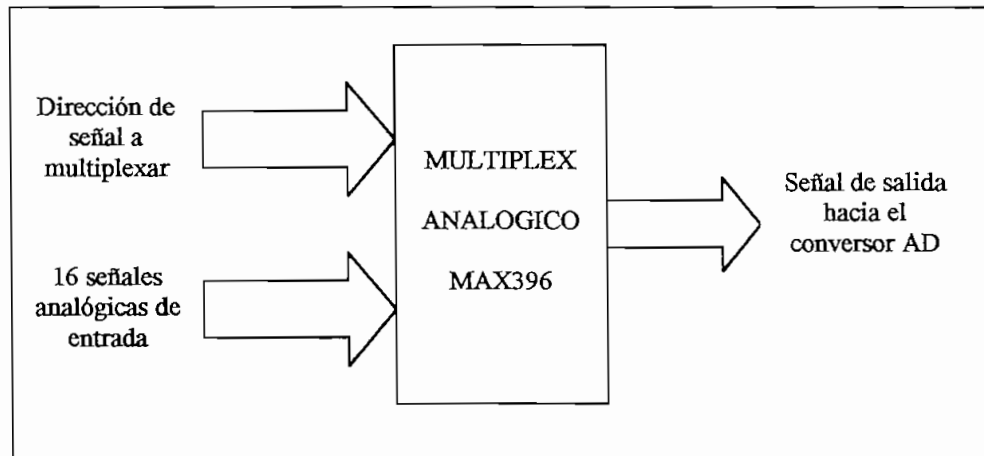 Dirección de
señal a
multiplexar
16 señales
analógicas de
entrada
MULTIPLEX
ANALOGICO
MAX396
Señal de salida
hacia el
conversor AD